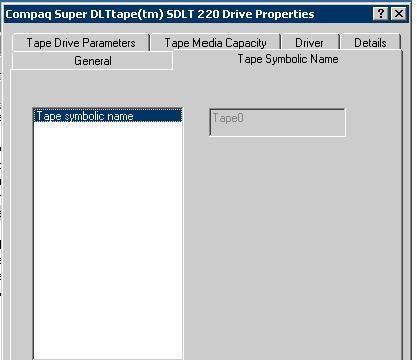 Compaq Super DLTtape(tm) SDLT 220 Drive Properties
Tape Drive Parameters Tape Media Capacity Driver Details
General Tape Symbolic Name
Tape symbolic name Tape0